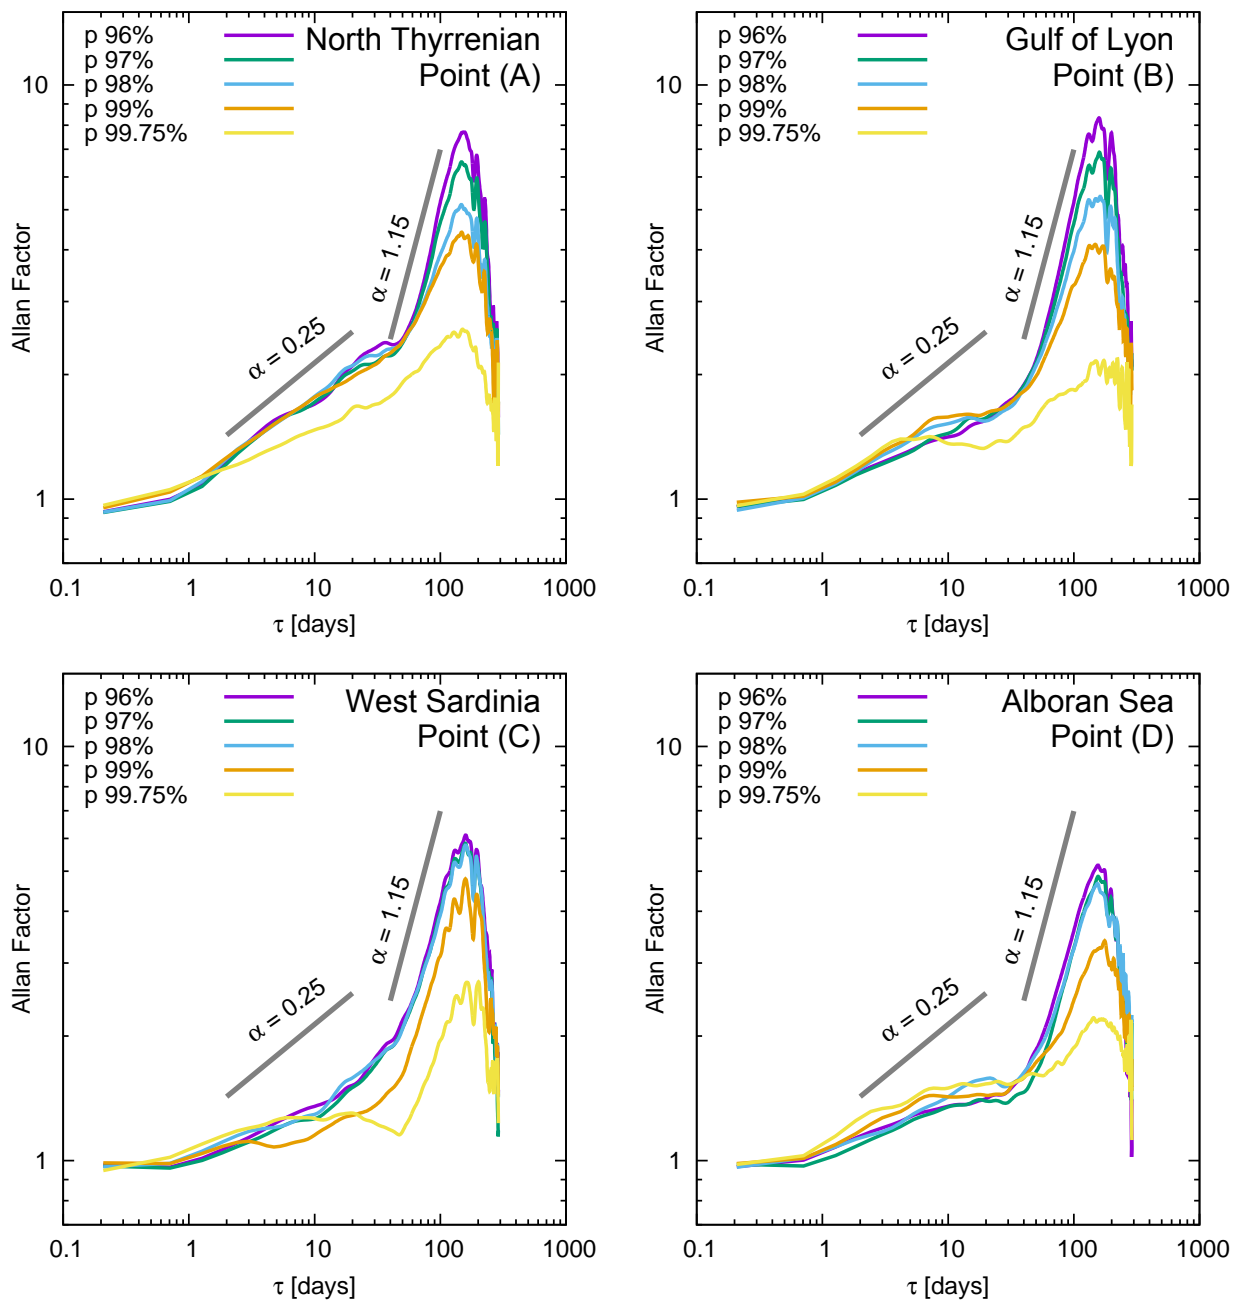 p 96%
p 97%
p 98%
p 99%
p 99.75%
North Thyrrenian
Point (A)
10
1
Allan Factor
α = 0.25
α = 1.15
0.1 1 10 100 1000
τ [days]
p 96%
p 97%
p 98%
p 99%
p 99.75%
Gulf of Lyon
Point (B)
10
1
Allan Factor
α = 0.25
α = 1.15
0.1 1 10 100 1000
τ [days]
p 96%
p 97%
p 98%
p 99%
p 99.75%
West Sardinia
Point (C)
10
1
Allan Factor
α = 0.25
α = 1.15
0.1 1 10 100 1000
τ [days]
p 96%
p 97%
p 98%
p 99%
p 99.75%
Alboran Sea
Point (D)
10
1
Allan Factor
α = 0.25
α = 1.15
0.1 1 10 100 1000
τ [days]